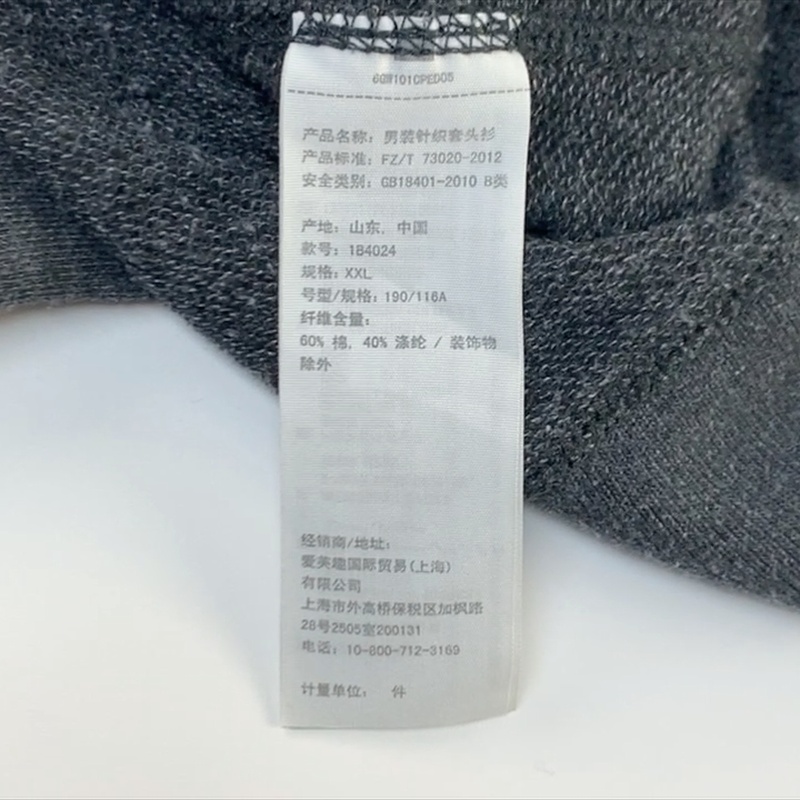 6GM101CPED05
产品名称：男装针织套头衫
产品标准：FZ/T 73020-2012
安全类别：GB18401-2010 B类
产地：山东，中国
款号：1B4024
规格：XXL
号型/规格：190/116A
纤维含量：
60% 棉，40% 涤纶 / 装饰物
除外
经销商/地址：
爱芙趣国际贸易(上海)
有限公司
上海市外高桥保税区加枫路
28号2505室200131
电话：10-800-712-3169
计量单位： 件